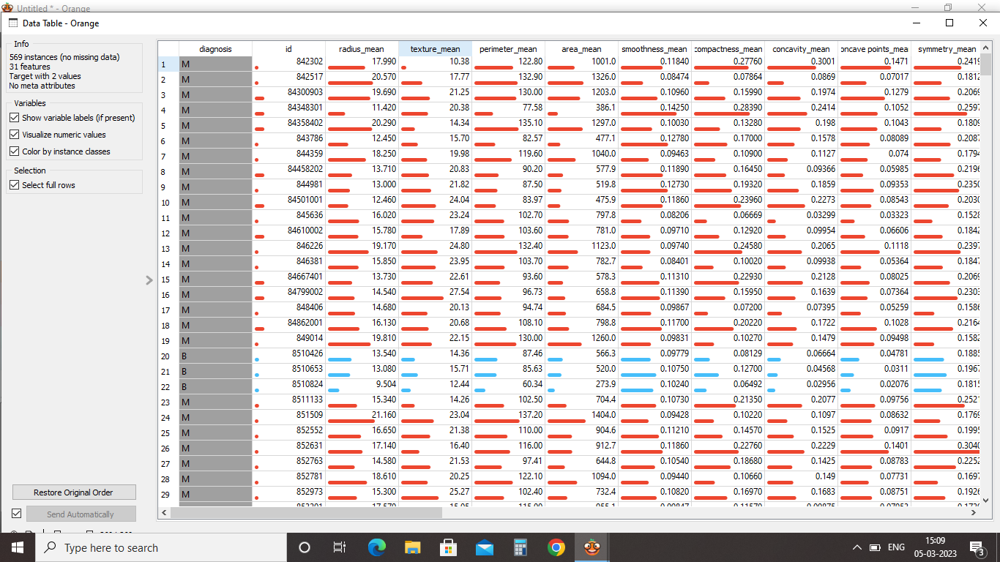 Untitled * - Orange
Data Table - Orange
Info
569 instances (no missing data)
31 features
Target with 2 values
No meta attributes
Variables
Show variable labels (if present)
Visualize numeric values
Color by instance classes
Selection
Select full rows
Restore Original Order
Send Automatically
diagnosis id radius_mean texture_mean perimeter_mean area_mean smoothness_mean compactness_mean concavity_mean concave points_mean symmetry_mean
1 M 842302 17.990 10.38 122.80 1001.0 0.11840 0.27760 0.3001 0.1471 0.2419
2 M 842517 20.570 17.77 132.90 1326.0 0.08474 0.07864 0.0869 0.07017 0.1812
3 M 84300903 19.690 21.25 130.00 1203.0 0.10960 0.15990 0.1974 0.1279 0.2069
4 M 84348301 11.420 20.38 77.58 386.1 0.14250 0.28390 0.2414 0.1052 0.2597
5 M 84358402 20.290 14.34 135.10 1297.0 0.10030 0.13280 0.198 0.1043 0.1809
6 M 843786 12.450 15.70 82.57 477.1 0.12780 0.17000 0.1578 0.08089 0.2087
7 M 844359 18.250 19.98 119.60 1040.0 0.09463 0.10900 0.1127 0.074 0.1794
8 M 84458202 13.710 20.83 90.20 577.9 0.11890 0.16450 0.09366 0.05985 0.2196
9 M 844981 13.000 21.82 87.50 519.8 0.12730 0.19320 0.1859 0.09353 0.2350
10 M 84501001 12.460 24.04 83.97 475.9 0.11860 0.23960 0.2273 0.08543 0.2030
11 M 845636 16.020 23.24 102.70 797.8 0.08206 0.06669 0.03299 0.03323 0.1528
12 M 84610002 15.780 17.89 103.60 781.0 0.09710 0.12920 0.09954 0.06606 0.1842
13 M 846226 19.170 24.80 132.40 1123.0 0.09740 0.24580 0.2065 0.1118 0.2397
14 M 846381 15.850 23.95 103.70 782.7 0.08401 0.10020 0.09938 0.05364 0.1847
15 M 84667401 13.730 22.61 93.60 578.3 0.11310 0.22930 0.2128 0.08025 0.2069
16 M 84799002 14.540 27.54 96.73 658.8 0.11390 0.15950 0.1639 0.07364 0.2303
17 M 848406 14.680 20.13 94.74 684.5 0.09867 0.07200 0.07395 0.05259 0.1586
18 M 84862001 16.130 20.68 108.10 798.8 0.11700 0.20220 0.1722 0.1028 0.2164
19 M 849014 19.810 22.15 130.00 1260.0 0.09831 0.10270 0.1479 0.09498 0.1582
20 B 8510426 13.540 14.36 87.46 566.3 0.09779 0.08129 0.06664 0.04781 0.1885
21 B 8510653 13.080 15.71 85.63 520.0 0.10750 0.12700 0.04568 0.0311 0.1967
22 B 8510824 9.504 12.44 60.34 273.9 0.10240 0.06492 0.02956 0.02076 0.1815
23 M 8511133 15.340 14.26 102.50 704.4 0.10730 0.21350 0.2077 0.09756 0.2521
24 M 851509 21.160 23.04 137.20 1404.0 0.09428 0.10220 0.1097 0.08632 0.1769
25 M 852552 16.650 21.38 110.00 904.6 0.11210 0.14570 0.1525 0.0917 0.1995
26 M 852631 17.140 16.40 116.00 912.7 0.11860 0.22760 0.2229 0.1401 0.3040
27 M 852763 14.580 21.53 97.41 644.8 0.10540 0.18680 0.1425 0.08783 0.2252
28 M 852781 18.610 20.25 122.10 1094.0 0.09440 0.10660 0.149 0.07731 0.1697
29 M 852973 15.300 25.27 102.40 732.4 0.10820 0.16970 0.1683 0.08751 0.1926
Type here to search
ENG
15:09
05-03-2023
3